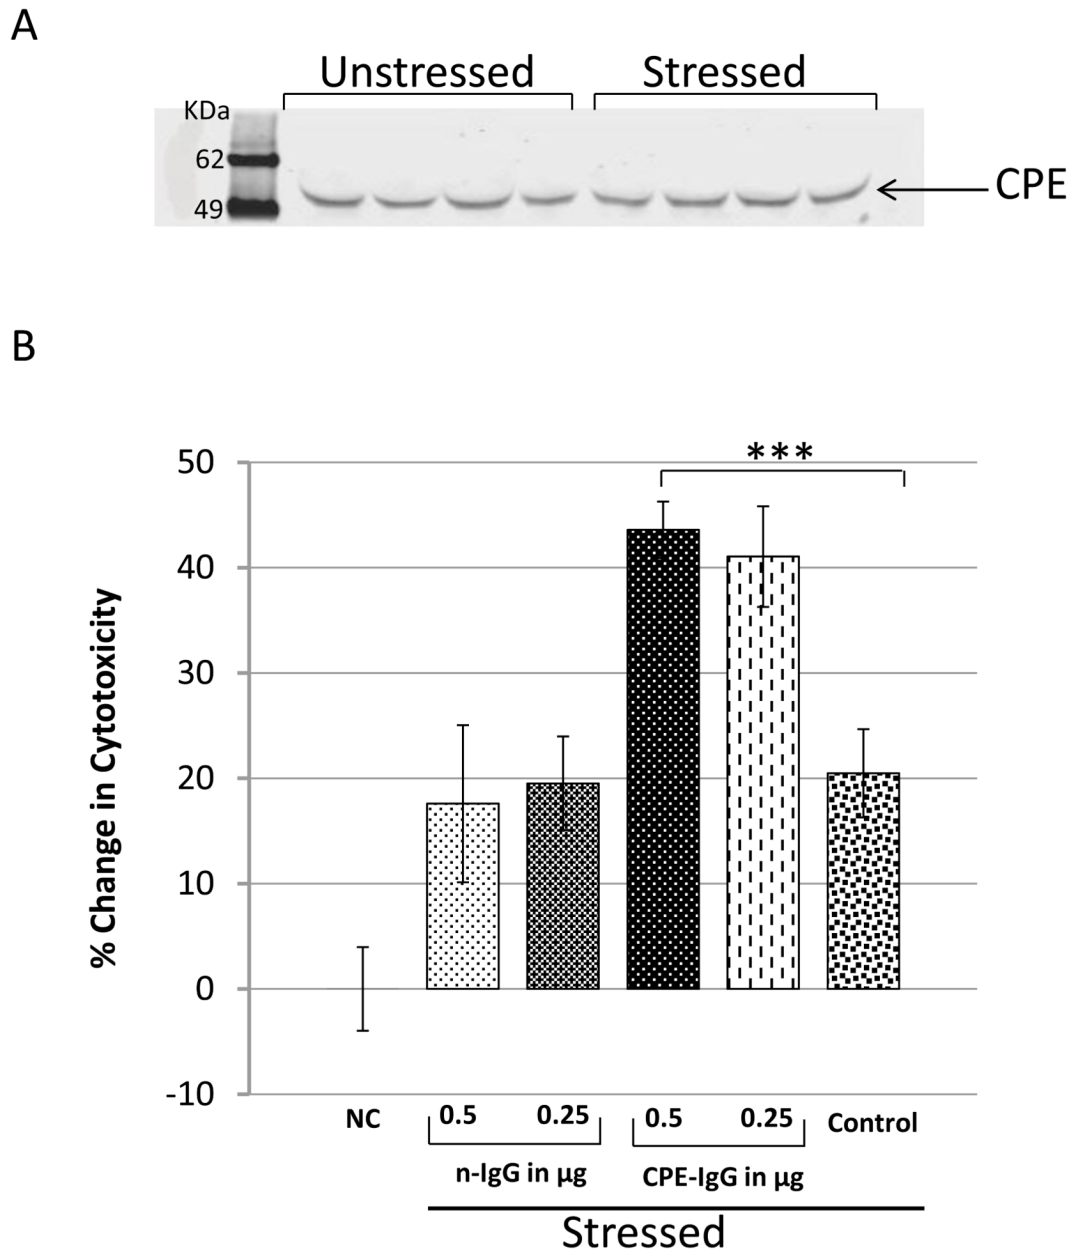 A
Unstressed Stressed
KDa
62
CPE
49
B
***
50
40
30
20
10
0
-10
% Change in Cytotoxicity
NC 0.5 0.25 0.5 0.25 Control
n-IgG in µg CPE-IgG in µg
Stressed